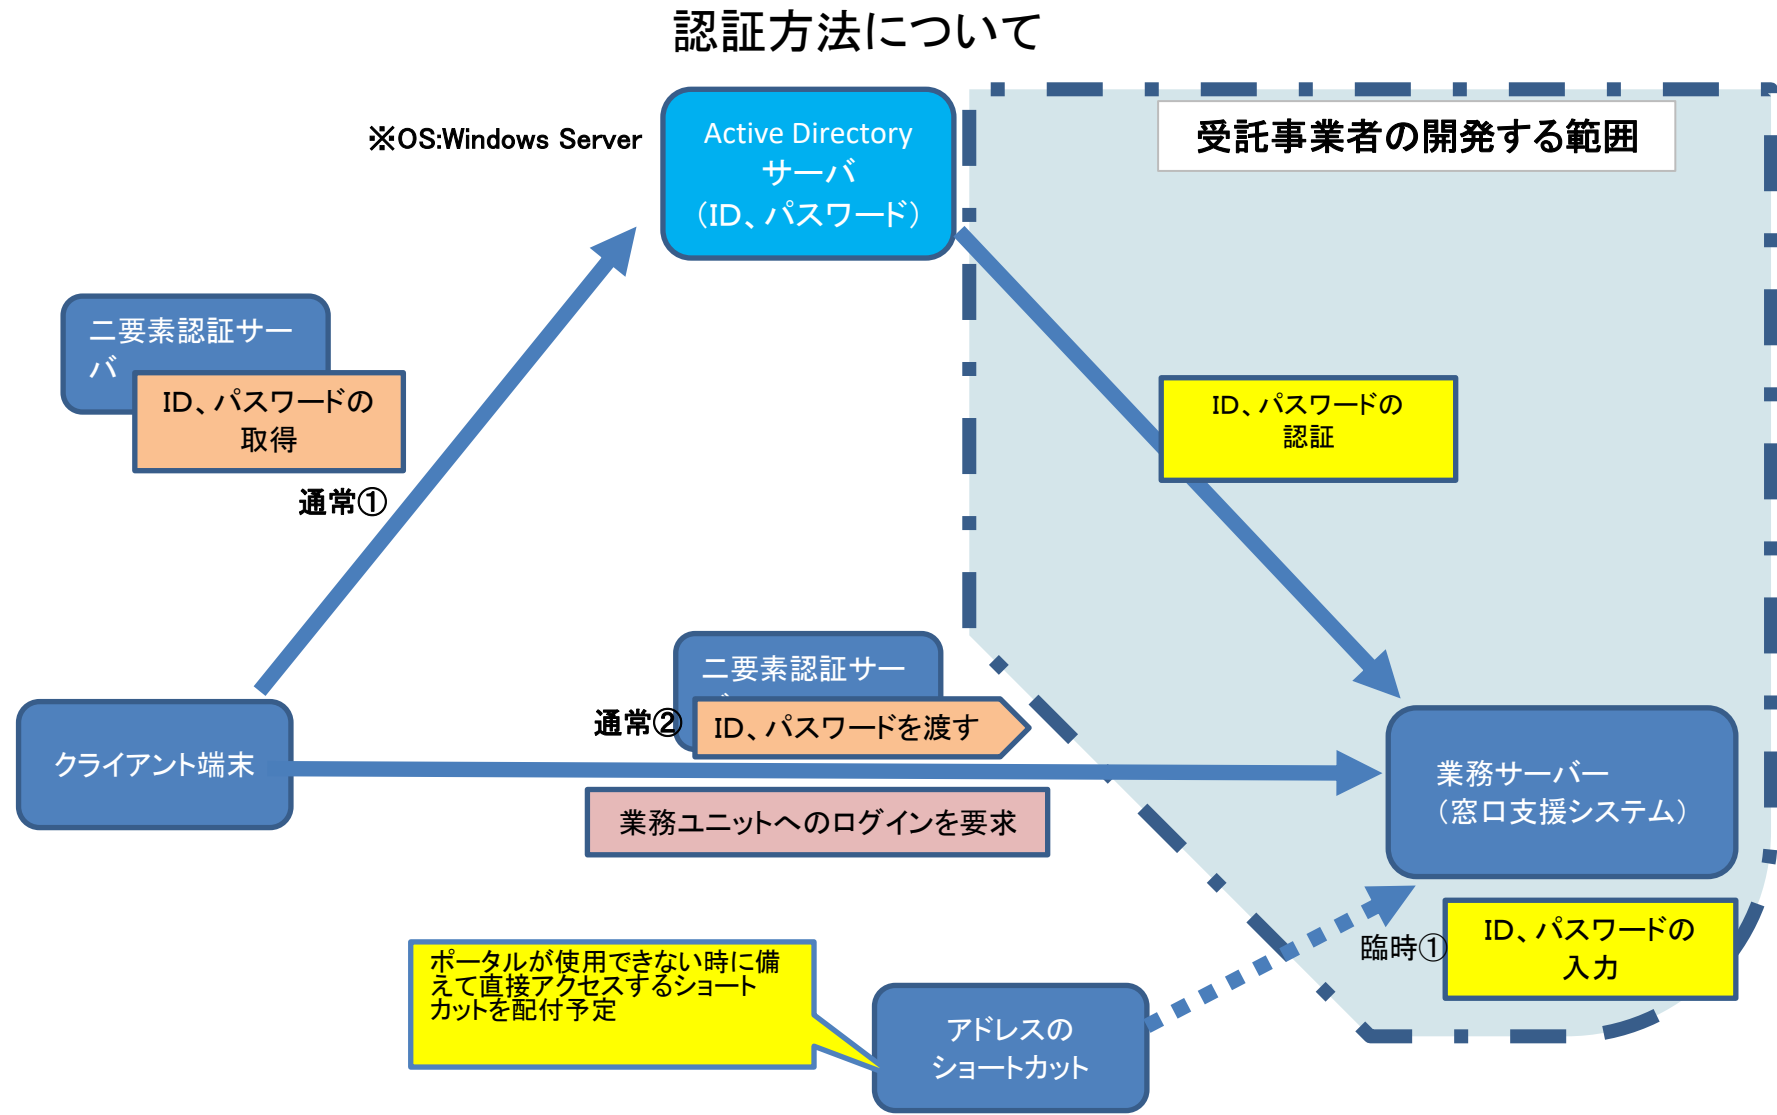 認証方法について
※OS:Windows Server
Active Directory
サーバ
（ID、パスワード）
受託事業者の開発する範囲
二要素認証サー
バ
ID、パスワードの
取得
通常①
ID、パスワードの
認証
二要素認証サー
通常②
ID、パスワードを渡す
クライアント端末
業務ユニットへのログインを要求
業務サーバー
（窓口支援システム）
臨時①
ID、パスワードの
入力
ポータルが使用できない時に備
えて直接アクセスするショート
カットを配付予定
アドレスの
ショートカット